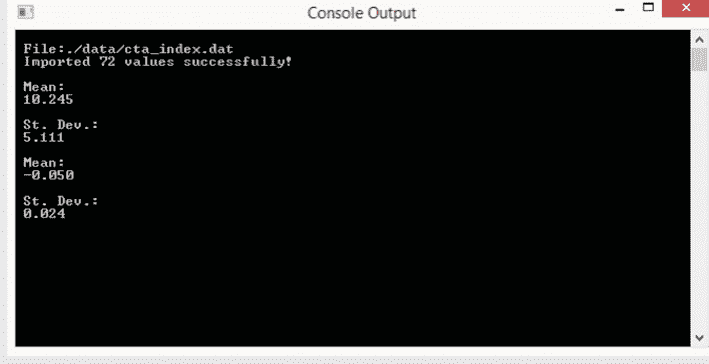 Console Output
File:./data/cta_index.dat
Imported 72 values successfully!
Mean:
10.245
St. Dev.:
5.111
Mean:
-0.050
St. Dev.:
0.024